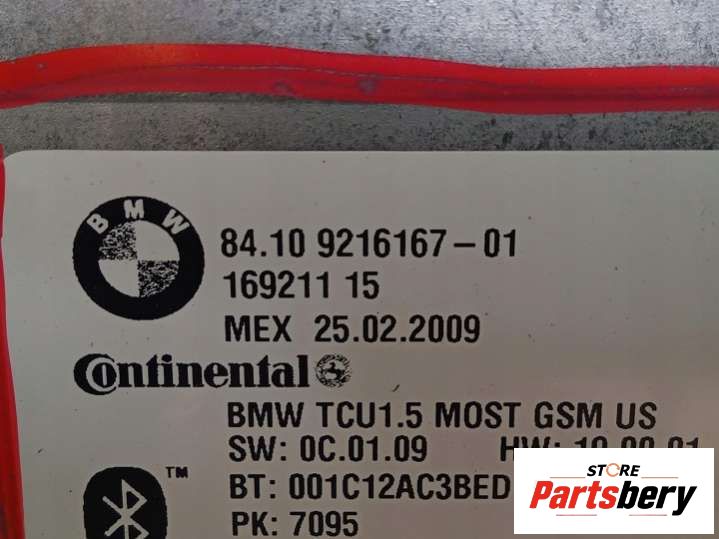 BMW
84.10 9216167-01
169211 15
MEX 25.02.2009
Continental
BMW TCU1.5 MOST GSM US
SW: 0C.01.09
TM
BT: 001C12AC3BED
PK: 7095
STORE
Partsbery